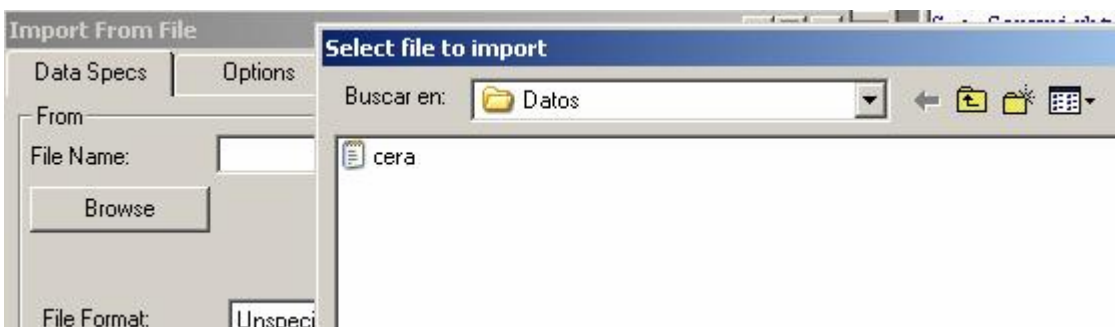 Import From File
Data Specs
Options
From
File Name:
Browse
File Format:
Unspeci
Select file to import
Buscar en:
Datos
cera